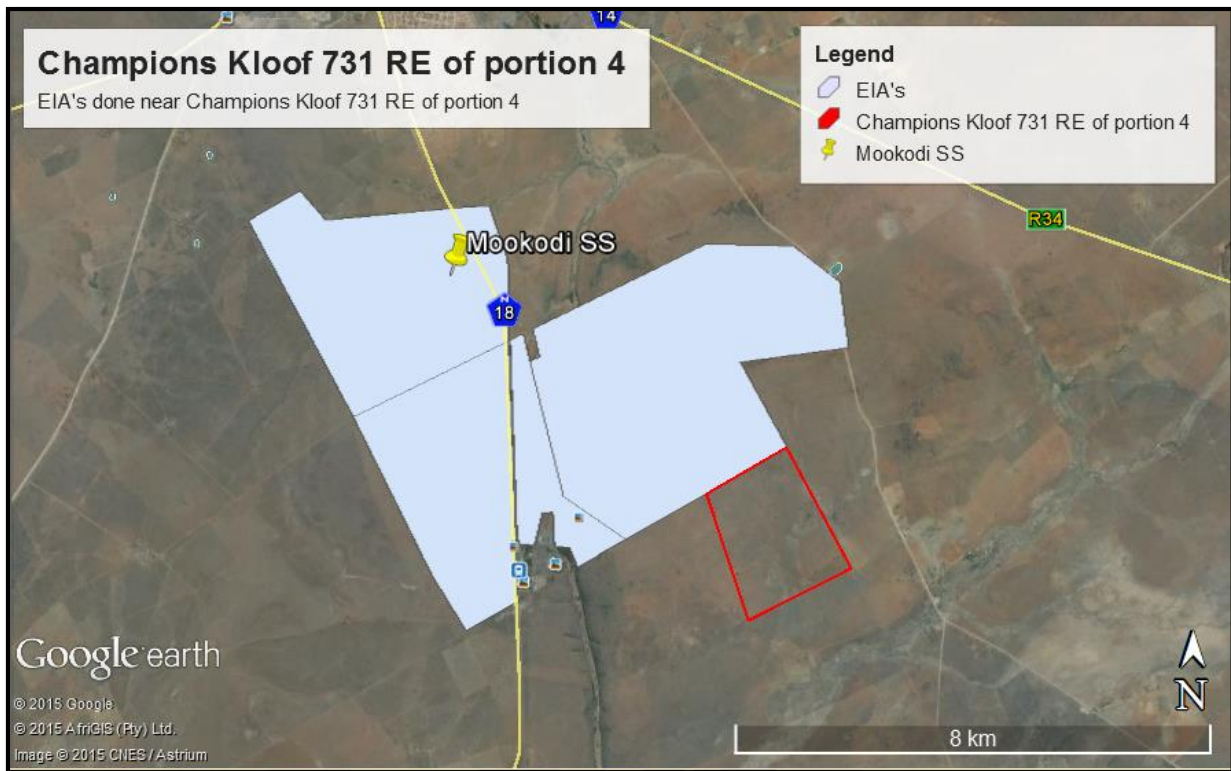 14
Champions Kloof 731 RE of portion 4
EIA's done near Champions Kloof 731 RE of portion 4
Legend
EIA's
Champions Kloof 731 RE of portion 4
Mookodi SS
R34
Mookodi SS
N
18
Google earth
© 2015 Google
© 2015 AfriGIS (Pty) Ltd.
Image © 2015 CNES / Astrium
N
8 km